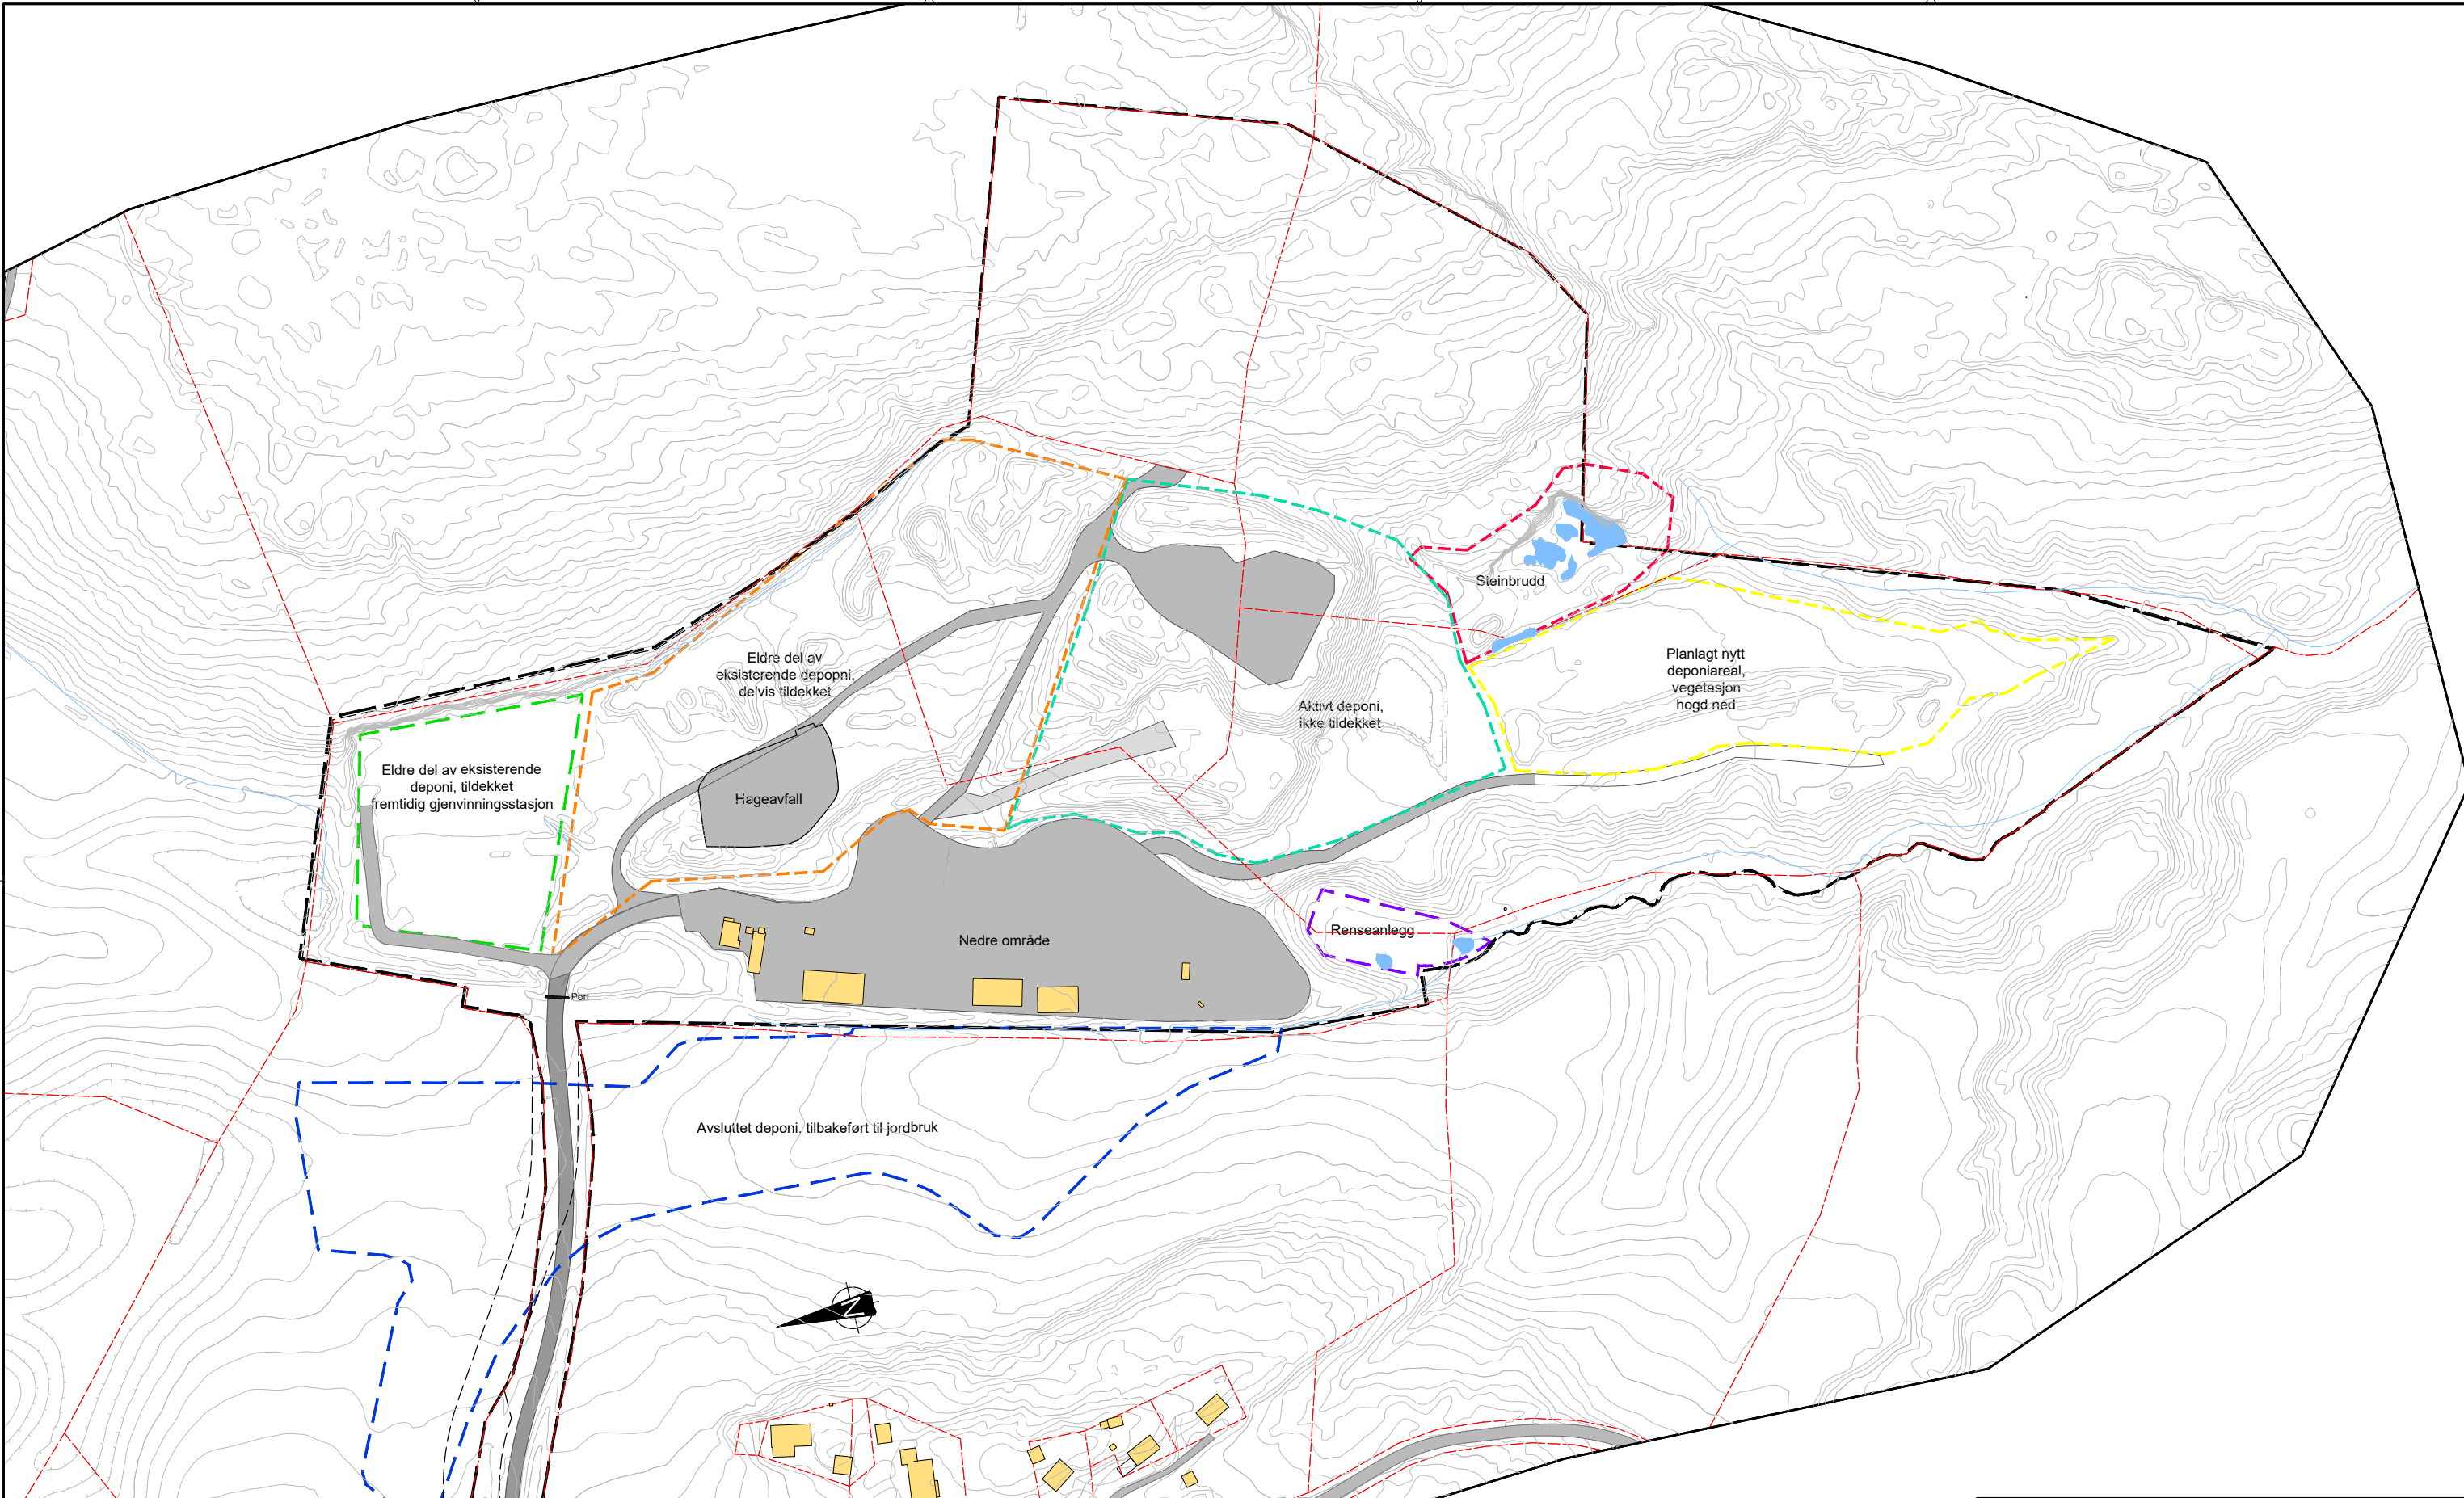 Steinbrudd
Eldre del av
eksisterende depopni,
delvis tildekket
Planlagt nytt
deponiareal,
vegetasjon
hogd ned
Aktivt deponi,
ikke tildekket
Eldre del av eksisterende
deponi, tildekket
fremtidig gjenvinningsstasjon
Hageavfall
Renseanlegg
Nedre område
Port
Avsluttet deponi, tilbakeført til jordbruk
N